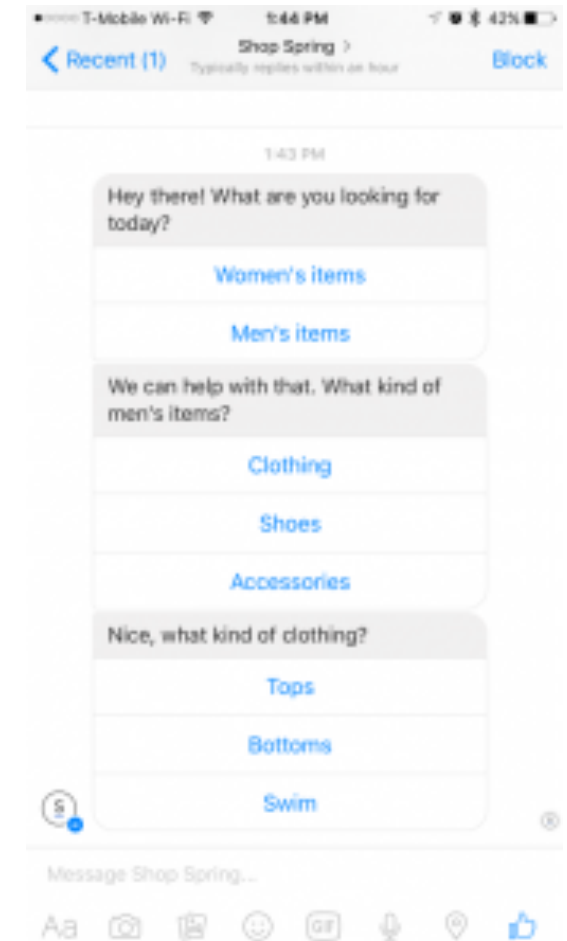 T-Mobile Wi-Fi 1:44 PM 42%
Recent (1) Shop Spring > Block
Typically replies within an hour
1:43 PM
Hey there! What are you looking for
today?
Women's items
Men's items
We can help with that. What kind of
men's items?
Clothing
Shoes
Accessories
Nice, what kind of clothing?
Tops
Bottoms
Swim
S
Message Shop Spring...
Aa GIF